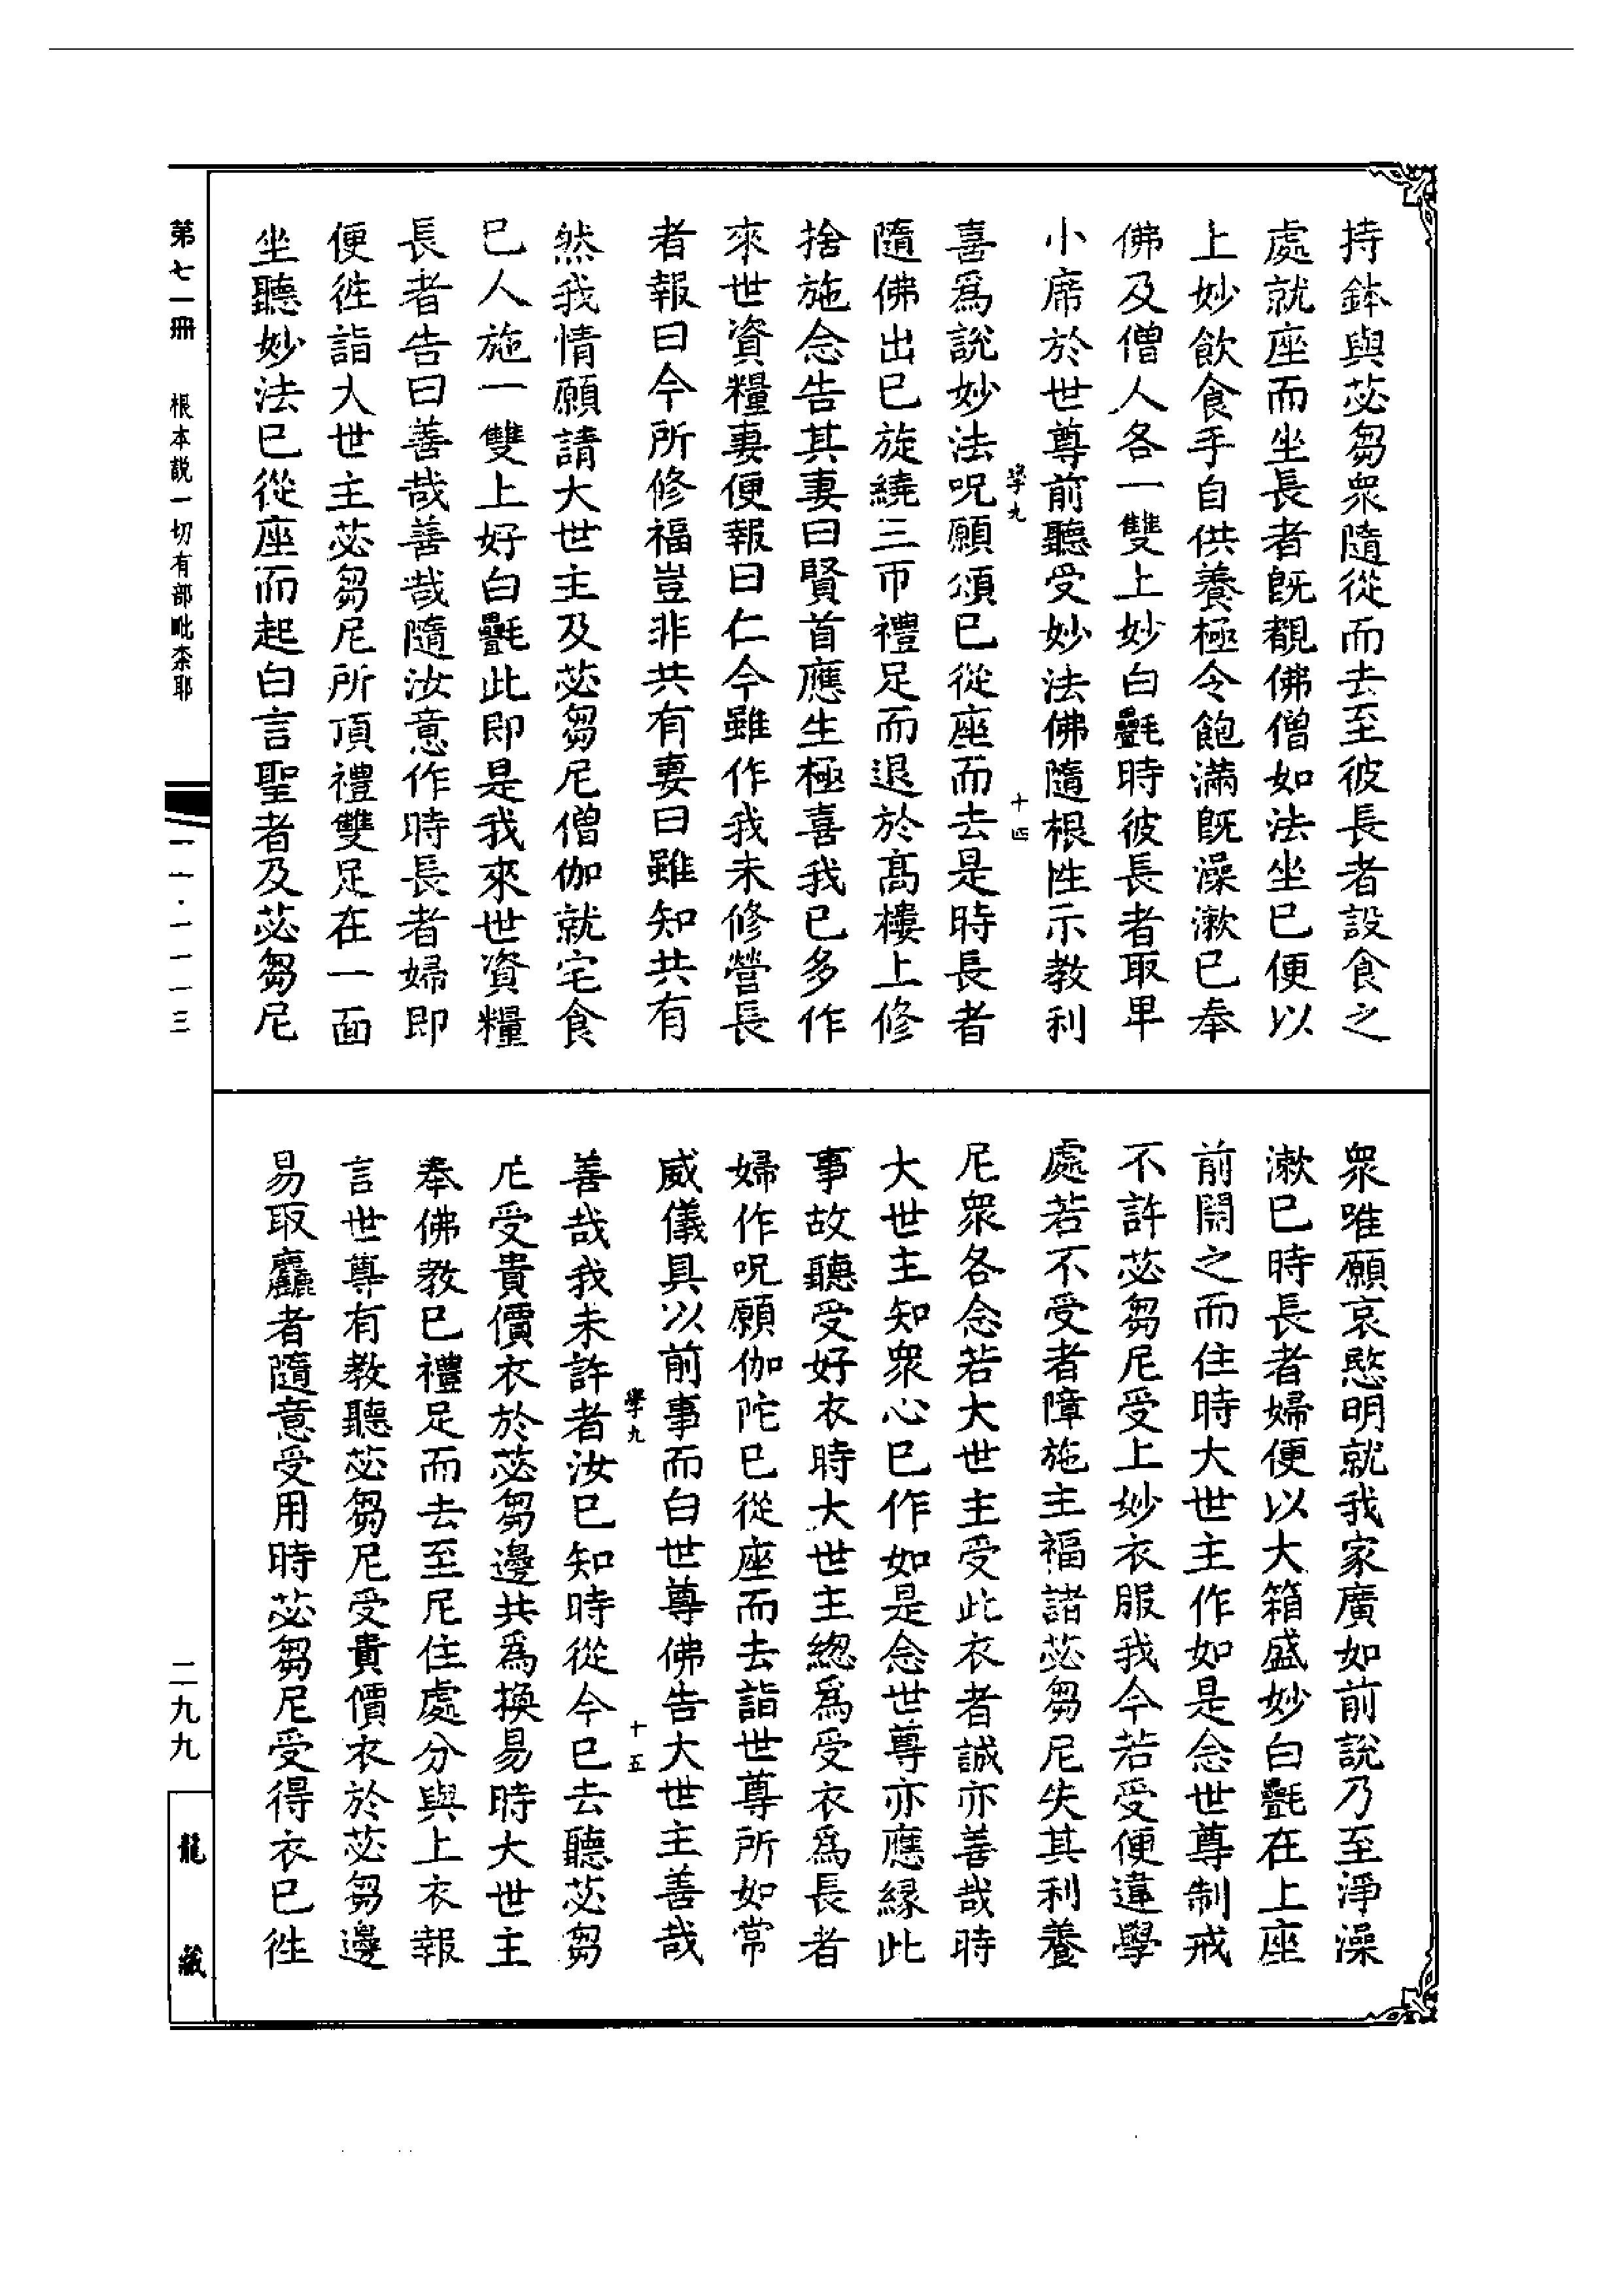 持鉢與苾芻衆隨從而去至彼長者設食之
處就座而坐長者旣覩佛僧如法坐已便以
上妙飲食手自供養極令飽滿旣澡漱已奉
佛及僧人各一雙上妙白㲲時彼長者取卑
小席於世尊前聽受妙法佛隨根性示教利
學九
十四
喜爲說妙法呪願頌已從座而去是時長者
隨佛出已旋繞三帀禮足而退於髙樓上修
捨施念告其妻曰賢首應生極喜我已多作
來世資糧妻便報曰仁今雖作我未修營長
者報曰今所修福豈非共有妻曰雖知共有
然我情願請大世主及苾芻尼僧伽就宅食
已人施一雙上好白㲲此即是我來世資糧
長者告曰善哉善哉隨汝意作時長者婦即
便徃詣大世主苾芻尼所頂禮雙足在一面
坐聽妙法已從座而起白言聖者及苾芻尼
衆唯願哀愍明就我家廣如前說乃至淨澡
漱已時長者婦便以大箱盛妙白㲲在上座
前開之而住時大世主作如是念世尊制戒
不許苾芻尼受上妙衣服我今若受便違學
處若不受者障施主福諸苾芻尼失其利養
尼衆各念若大世主受此衣者誠亦善哉時
大世主知衆心已作如是念世尊亦應緣此
事故聽受好衣時大世主緫爲受衣爲長者
婦作呪願伽陀已從座而去詣世尊所如常
威儀具以前事而白世尊佛告大世主善哉
學九
十五
善哉我未許者汝已知時從今已去聽苾芻
尼受貴價衣於苾芻邊共爲換易時大世主
奉佛教已禮足而去至尼住處分與上衣報
言世尊有教聽苾芻尼受貴價衣於苾芻邊
易取麤者隨意受用時苾芻尼受得衣已徃
第七一冊
根本說一切有部毗柰耶
一一·一一一三
二九九
龍藏